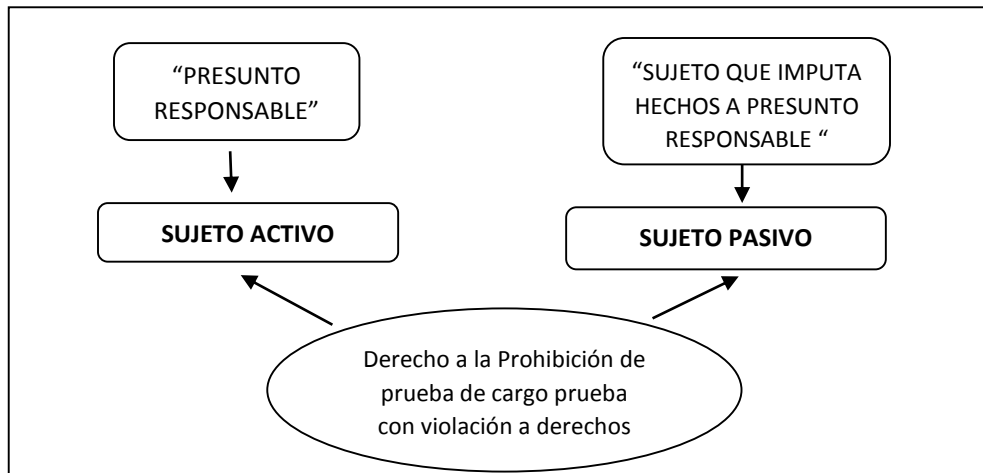 “PRESUNTO
RESPONSABLE”
“SUJETO QUE IMPUTA
HECHOS A PRESUNTO
RESPONSABLE “
SUJETO ACTIVO
SUJETO PASIVO
Derecho a la Prohibición de
prueba de cargo prueba
con violación a derechos